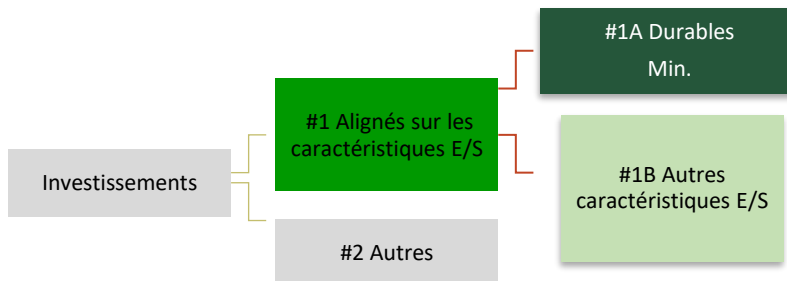 Investissements
#1 Alignés sur les
caractéristiques E/S
#2 Autres
#1A Durables
Min.
#1B Autres
caractéristiques E/S